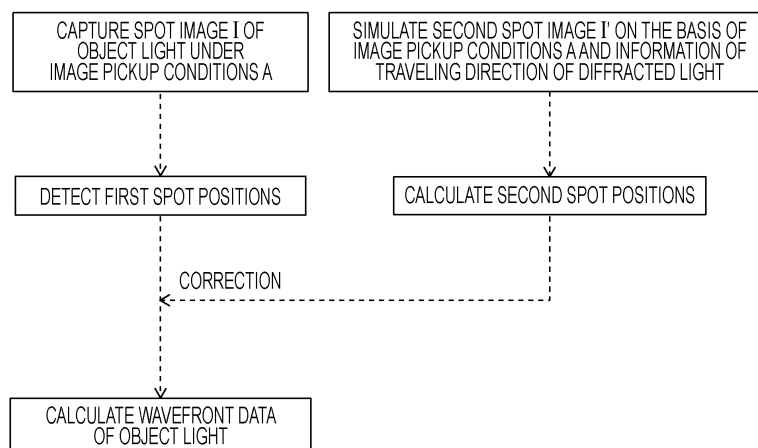 CAPTURE SPOT IMAGE I OF
OBJECT LIGHT UNDER
IMAGE PICKUP CONDITIONS A
SIMULATE SECOND SPOT IMAGE I' ON THE BASIS OF
IMAGE PICKUP CONDITIONS A AND INFORMATION OF
TRAVELING DIRECTION OF DIFFRACTED LIGHT
DETECT FIRST SPOT POSITIONS
CALCULATE SECOND SPOT POSITIONS
CORRECTION
CALCULATE WAVEFRONT DATA
OF OBJECT LIGHT